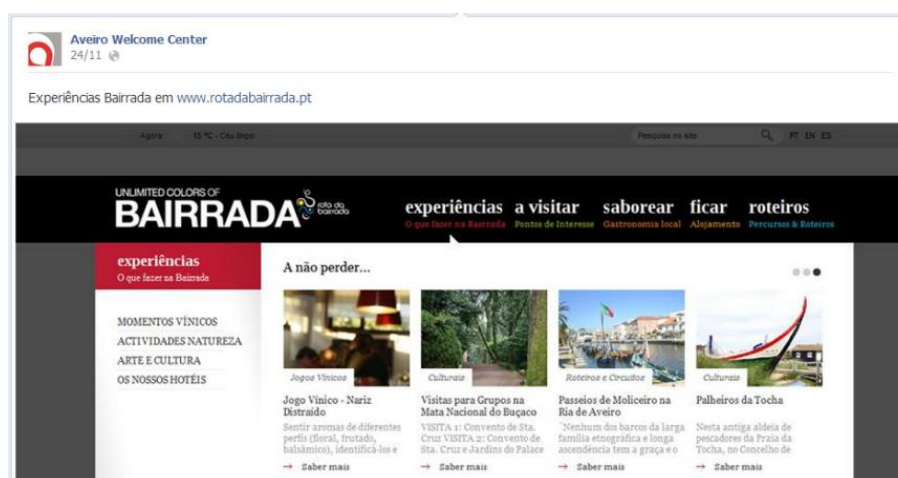 Aveiro Welcome Center
24/11
Experiências Bairrada em www.rotadabairrada.pt
Agora 15 ºC - Céu limpo
Pesquise no site
PT EN ES
UNLIMITED COLORS OF
BAIRRADA
rota da
bairrada
experiências a visitar saborear ficar roteiros
O que fazer na Bairrada Pontos de Interesse Gastronomia local Alojamento Percursos & Roteiros
experiências
O que fazer na Bairrada
MOMENTOS VÍNICOS
ACTIVIDADES NATUREZA
ARTE E CULTURA
OS NOSSOS HOTÉIS
A não perder...
Jogos Vínicos
Jogo Vínico - Nariz
Distraído
Sentir aromas de diferentes
perfis (floral, frutado,
balsâmico), identificá-los e
→ Saber mais
Culturais
Visitas para Grupos na
Mata Nacional do Buçaco
VISITA 1: Convento de Sta.
Cruz VISITA 2: Convento de
Sta. Cruz e Jardins do Palace
→ Saber mais
Roteiros e Circuitos
Passeios de Moliceiro na
Ria de Aveiro
¨Nenhum dos barcos da larga
família etnográfica e longa
ascendência tem a graça e o
→ Saber mais
Culturais
Palheiros da Tocha
Nesta antiga aldeia de
pescadores da Praia da
Tocha, no Concelho de
→ Saber mais